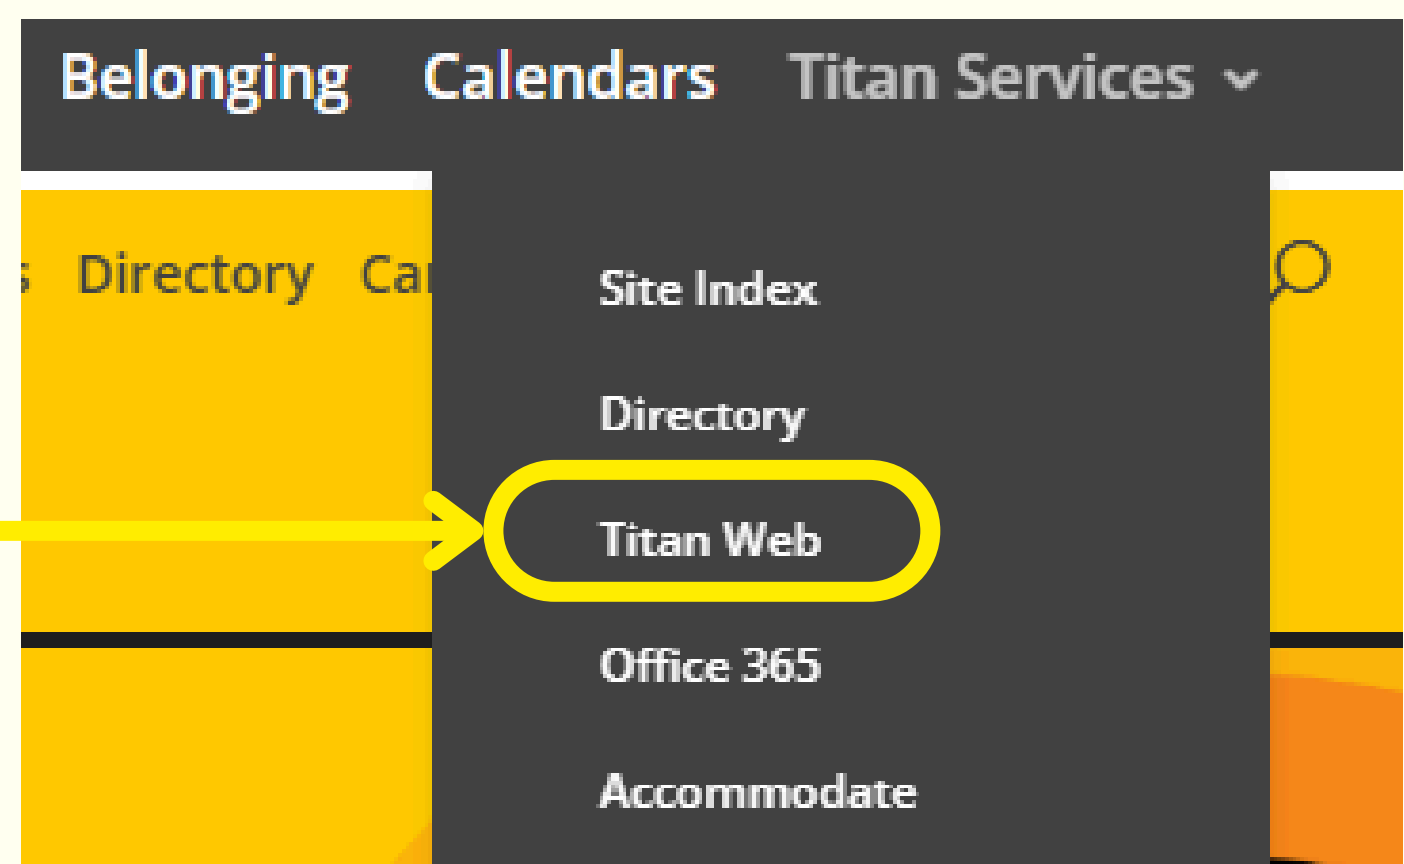 Belonging Calendars Titan Services
Directory
Site Index
Directory
Titan Web
Office 365
Accommodate